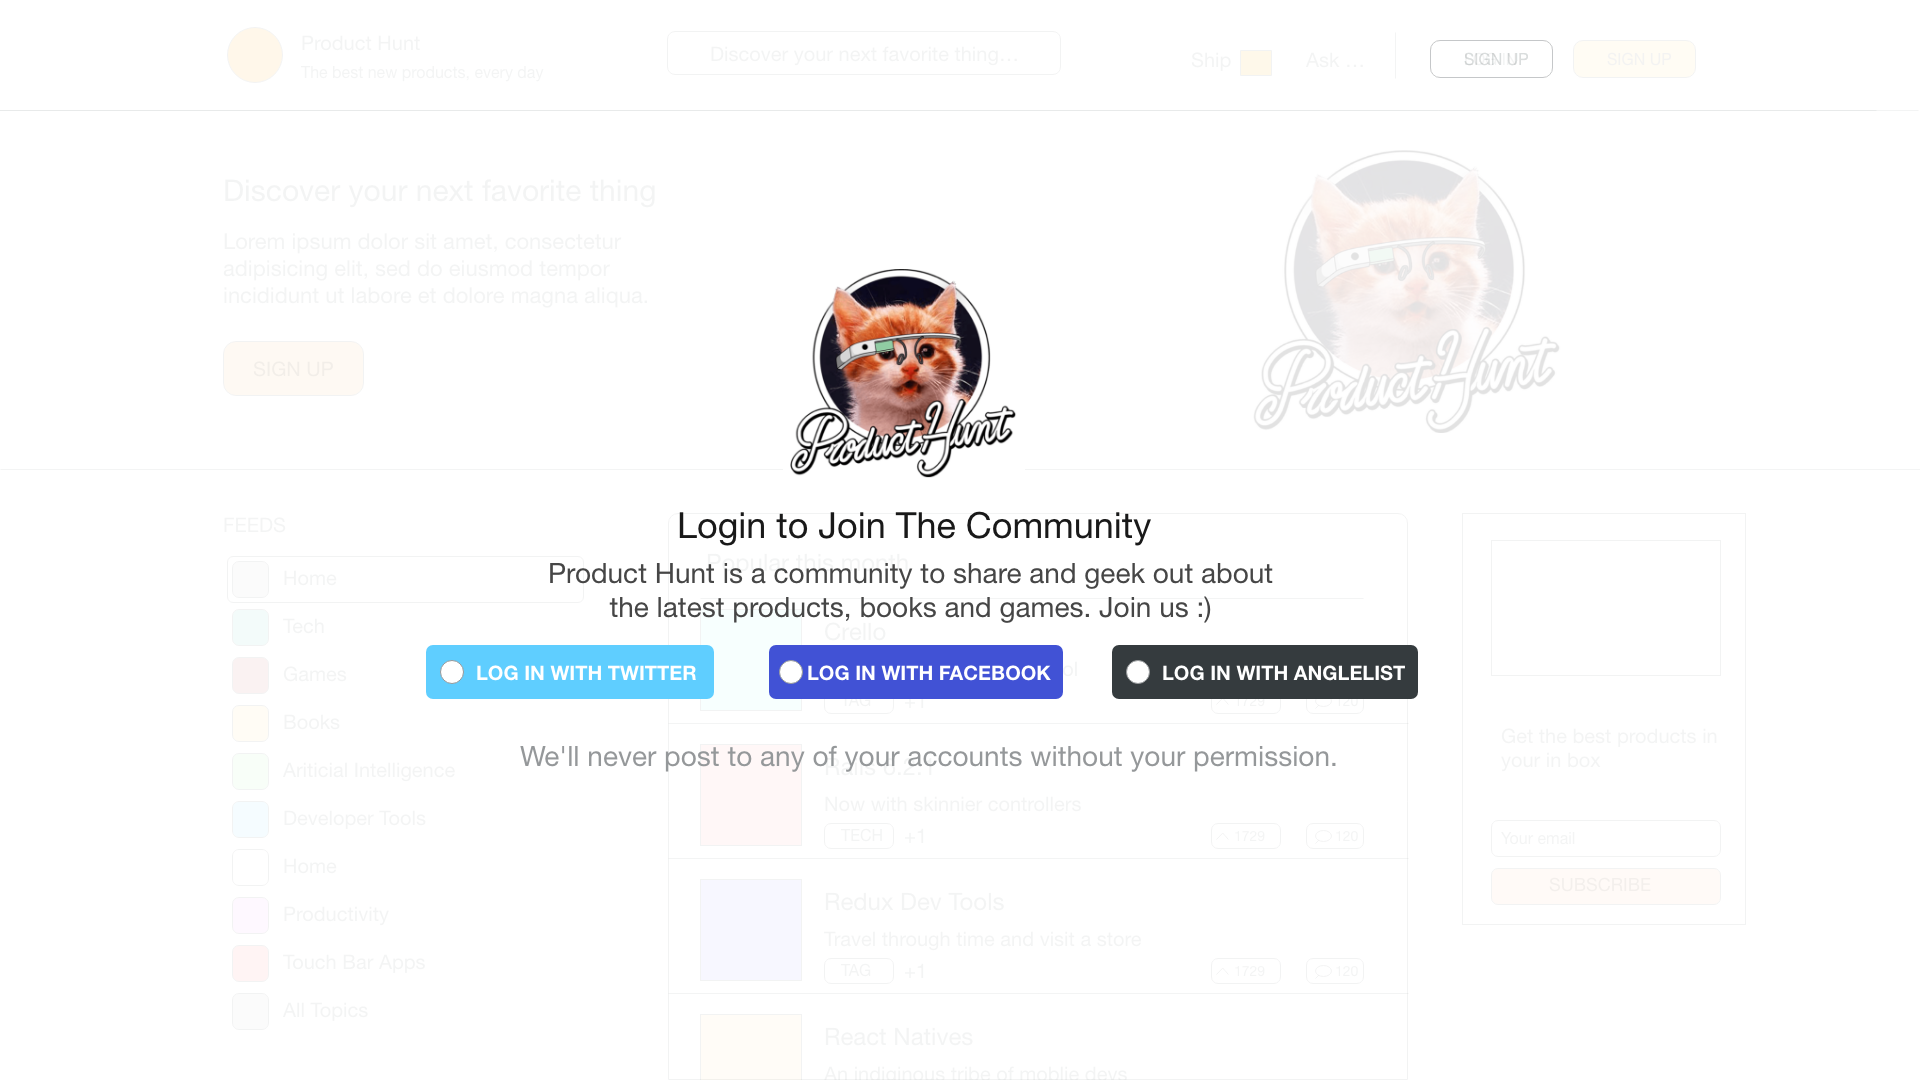 Product Hunt
The best new products, every day
Discover your next favorite thing...
Ship
Ask ...
SIGN UP
SIGN UP
Discover your next favorite thing
Lorem ipsum dolor sit amet, consectetur
adipisicing elit, sed do eiusmod tempor
incididunt ut labore et dolore magna aliqua.
SIGN UP
Product Hunt
Product Hunt
Login to Join The Community
Product Hunt is a community to share and geek out about
the latest products, books and games. Join us :)
LOG IN WITH TWITTER
LOG IN WITH FACEBOOK
LOG IN WITH ANGLELIST
We'll never post to any of your accounts without your permission.
FEEDS
Home
Tech
Games
Books
Ariticial Intelligence
Developer Tools
Home
Productivity
Touch Bar Apps
All Topics
Popular this month
Crello
TAG +1 1729 120
Now with skinnier controllers
TECH +1 1729 120
Redux Dev Tools
Travel through time and visit a store
TAG +1 1729 120
React Natives
An indiginous tribe of moblie devs
Get the best products in
your in box
Your email
SUBSCRIBE